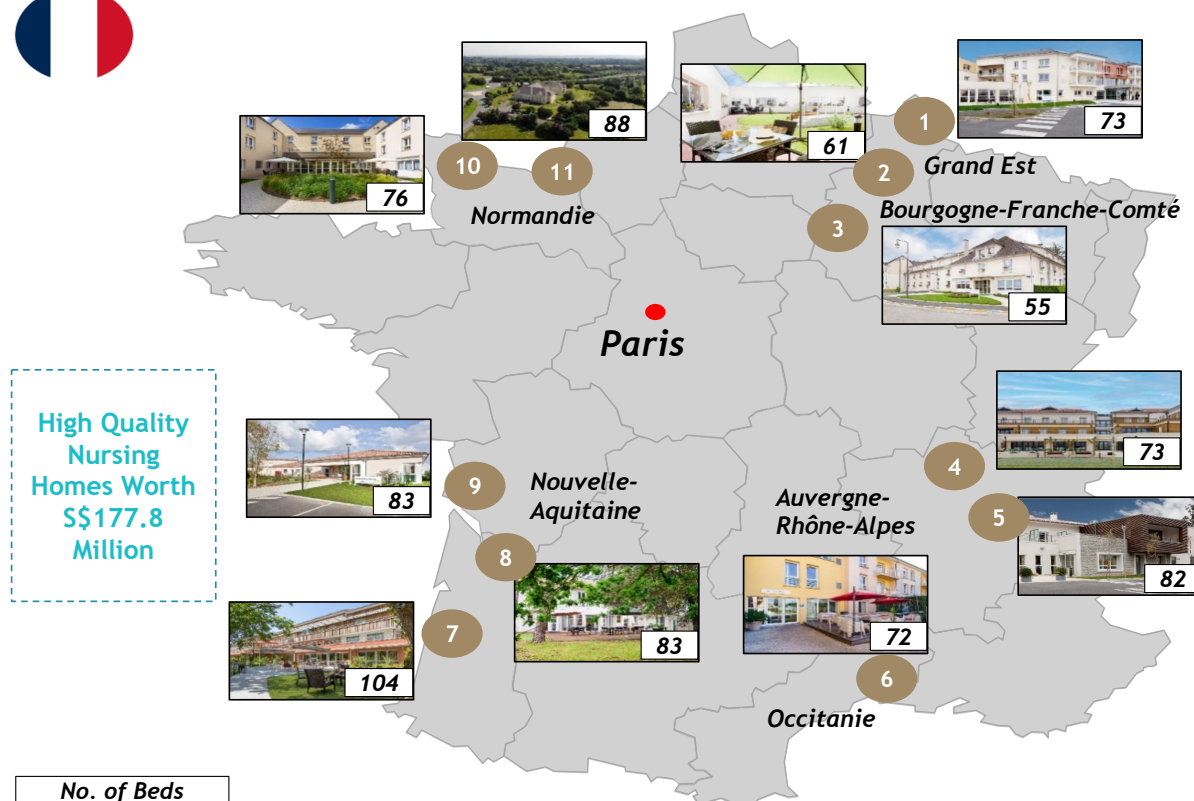 88
73
1
61
Grand Est
2
76
10
11
Normandie
Bourgogne-Franche-Comté
3
55
Paris
High Quality
Nursing
Homes Worth
S$177.8
Million
73
4
83
9
Nouvelle-
Aquitaine
Auvergne-
Rhône-Alpes
5
82
8
83
72
7
104
6
Occitanie
No. of Beds